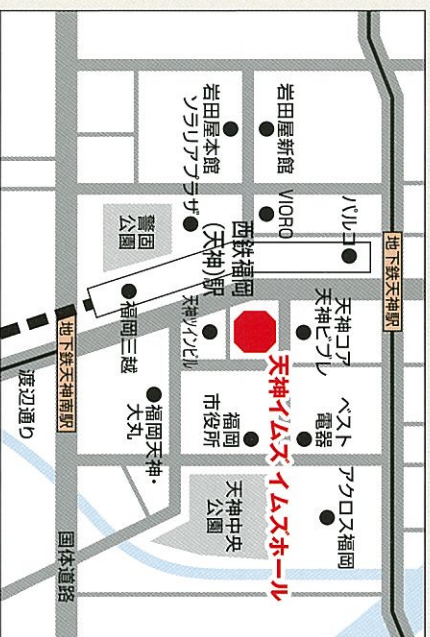 地下鉄天神駅
岩田屋新館
岩田屋本館
ソラリアプラザ
VIORO
パルコ
西鉄福岡
(天神)駅
警固
公園
天神コア
天神ビブレ
天神ツインビル
福岡三越
天神イムズ イムズホール
ベスト
電器
福岡
市役所
福岡天神・
大丸
アクロス福岡
天神中央
公園
地下鉄天神南駅
渡辺通り
国体道路